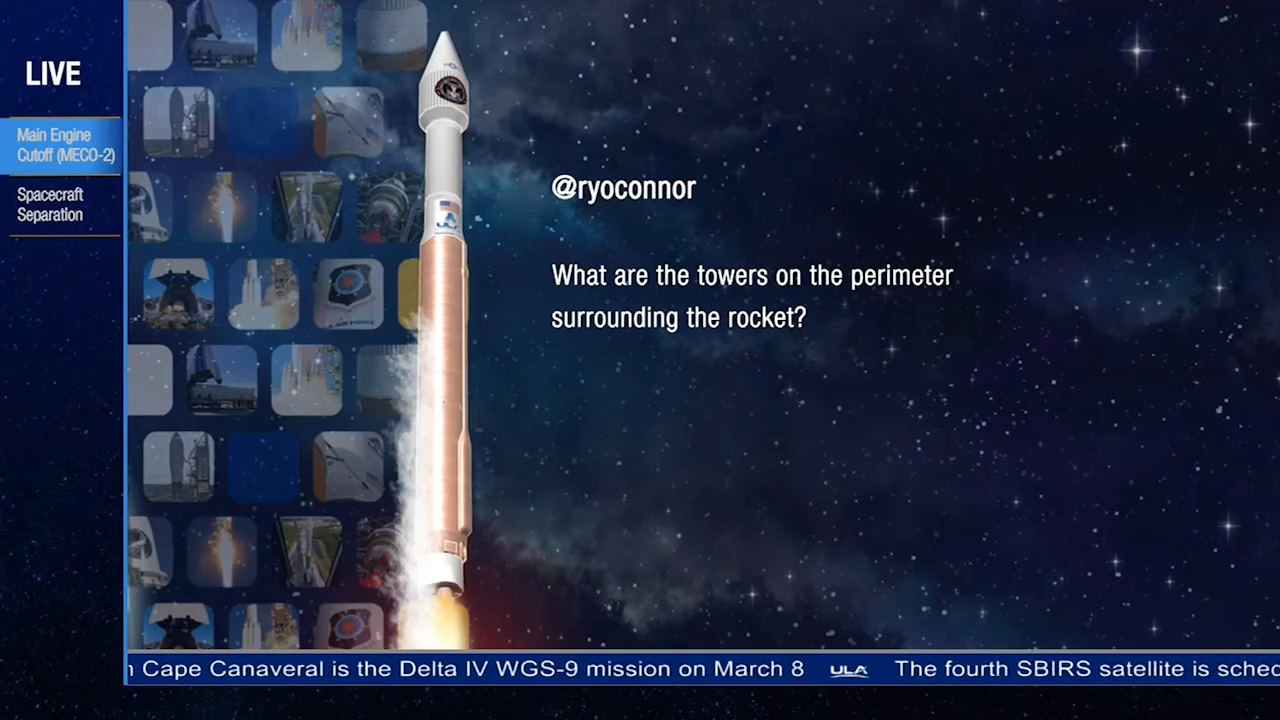 LIVE
Main Engine
Cutoff (MECO-2)
Spacecraft
Separation
@ryoconnor
What are the towers on the perimeter
surrounding the rocket?
Cape Canaveral is the Delta IV WGS-9 mission on March 8 ULA The fourth SBIRS satellite is